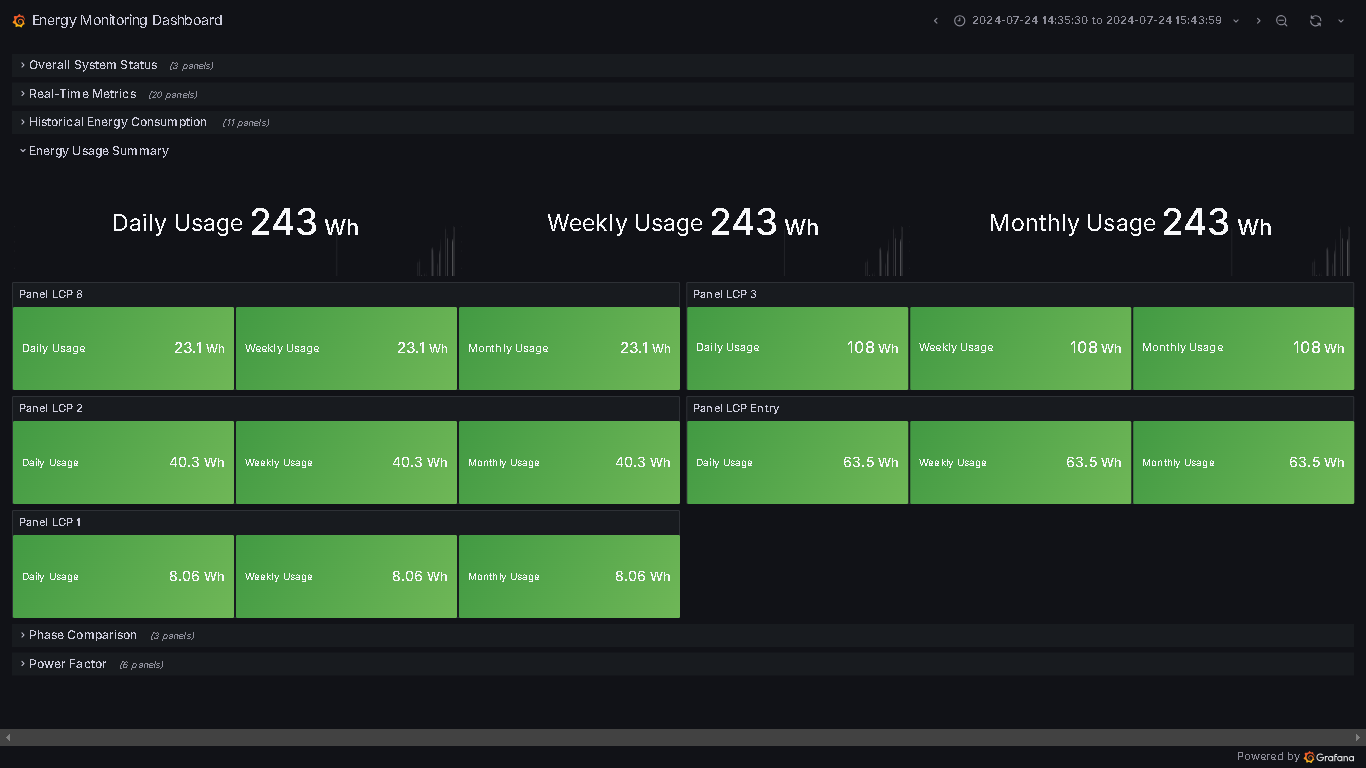 Energy Monitoring Dashboard
2024-07-24 14:35:30 to 2024-07-24 15:43:59
Overall System Status (3 panels)
Real-Time Metrics (20 panels)
Historical Energy Consumption (11 panels)
Energy Usage Summary
Daily Usage 243 Wh
Weekly Usage 243 Wh
Monthly Usage 243 Wh
Panel LCP 8
Daily Usage 23.1 Wh
Weekly Usage 23.1 Wh
Monthly Usage 23.1 Wh
Panel LCP 3
Daily Usage 108 Wh
Weekly Usage 108 Wh
Monthly Usage 108 Wh
Panel LCP 2
Daily Usage 40.3 Wh
Weekly Usage 40.3 Wh
Monthly Usage 40.3 Wh
Panel LCP Entry
Daily Usage 63.5 Wh
Weekly Usage 63.5 Wh
Monthly Usage 63.5 Wh
Panel LCP 1
Daily Usage 8.06 Wh
Weekly Usage 8.06 Wh
Monthly Usage 8.06 Wh
Phase Comparison (3 panels)
Power Factor (6 panels)
Powered by Grafana